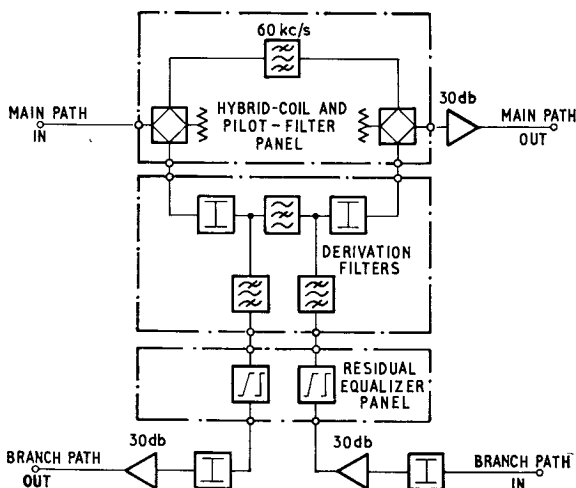 60 kc/s
HYBRID-COIL AND
PILOT-FILTER
PANEL
MAIN PATH
IN
30db
MAIN PATH
OUT
DERIVATION
FILTERS
RESIDUAL
EQUALIZER
PANEL
30db
BRANCH PATH
OUT
30db
BRANCH PATH
IN